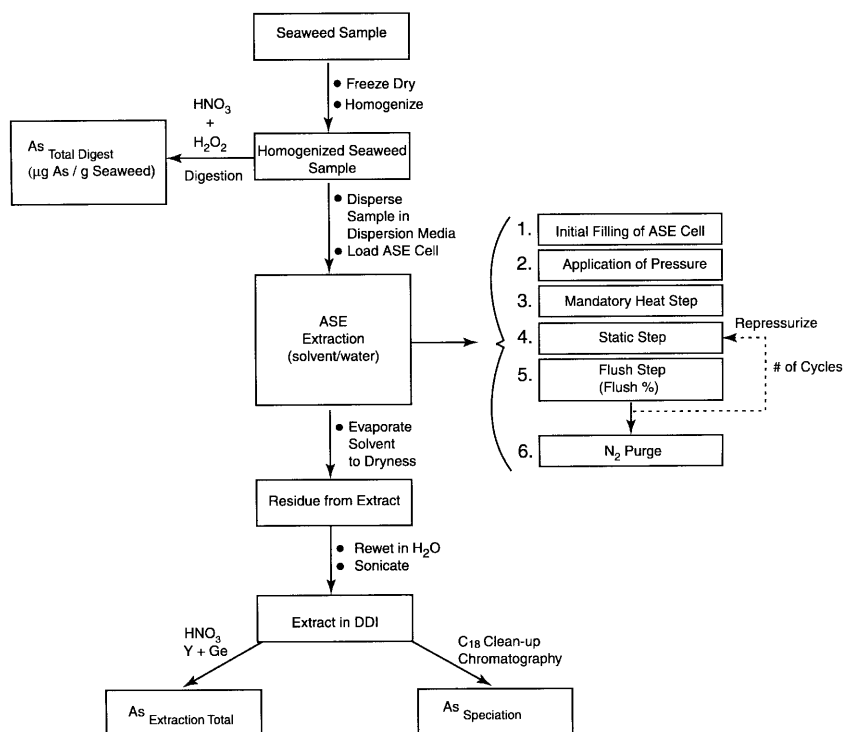 Seaweed Sample
● Freeze Dry
● Homogenize
HNO3
+
H2O2
Digestion
As Total Digest
(μg As / g Seaweed)
Homogenized Seaweed
Sample
● Disperse
Sample in
Dispersion Media
● Load ASE Cell
ASE
Extraction
(solvent/water)
1. Initial Filling of ASE Cell
2. Application of Pressure
3. Mandatory Heat Step
4. Static Step
Repressurize
# of Cycles
5. Flush Step
(Flush %)
6. N2 Purge
● Evaporate
Solvent
to Dryness
Residue from Extract
● Rewet in H2O
● Sonicate
Extract in DDI
HNO3
Y + Ge
C18 Clean-up
Chromatography
As Extraction Total
As Speciation